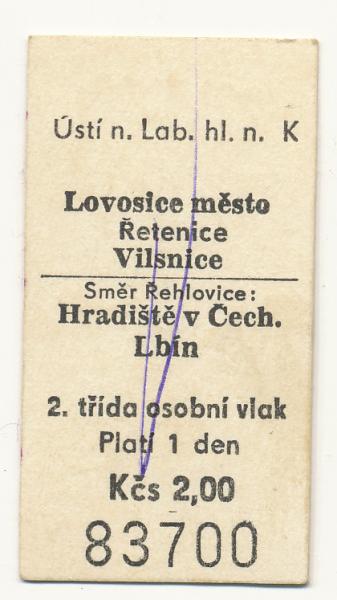 Ústí n. Lab. hl. n. K
Lovosice město
Řetenice
Vilsnice
Směr Řehlovice:
Hradiště v Čech.
Lbín
2. třída osobní vlak
Platí 1 den
Kčs 2,00
83700